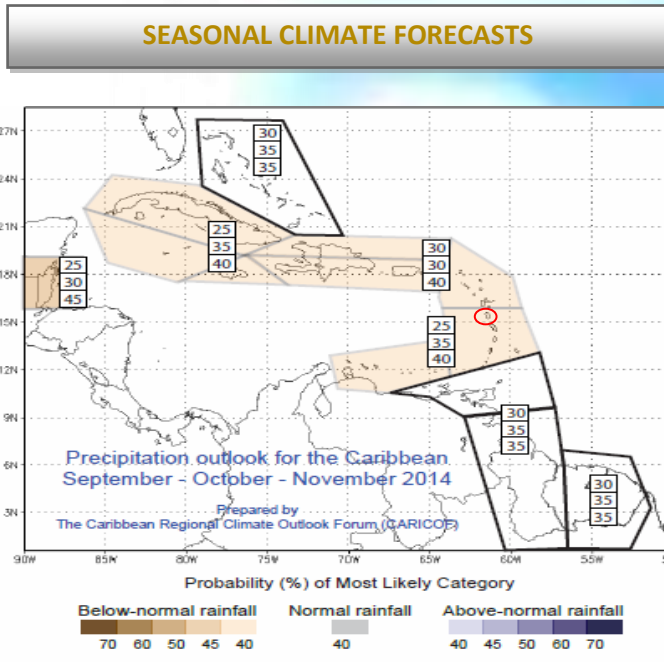 SEASONAL CLIMATE FORECASTS
27N
24N
21N
18N
15N
12N
9N
6N
3N
30
35
35
25
35
40
30
30
40
25
30
45
25
35
40
30
35
35
30
35
35
Precipitation outlook for the Caribbean
September - October - November 2014
Prepared by
The Caribbean Regional Climate Outlook Forum (CARICOF)
90W 85W 80W 75W 70W 65W 60W 55W
Probability (%) of Most Likely Category
Below-normal rainfall Normal rainfall Above-normal rainfall
70 60 50 45 40 40 40 45 50 60 70